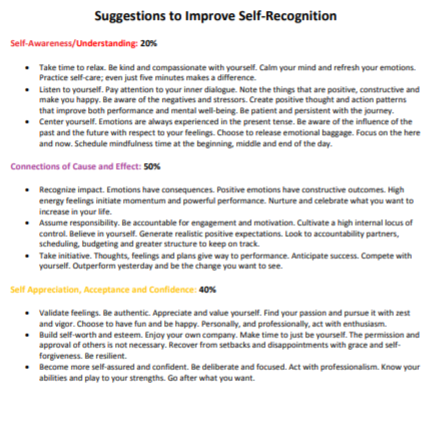 Suggestions to Improve Self-Recognition
Self-Awareness/Understanding: 20%
• Take time to relax. Be kind and compassionate with yourself. Calm your mind and refresh your emotions.
Practice self-care; even just five minutes makes a difference.
• Listen to yourself. Pay attention to your inner dialogue. Note the things that are positive, constructive and
make you happy. Be aware of the negatives and stressors. Create positive thought and action patterns
that improve both performance and mental well-being. Be patient and persistent with the journey.
• Center yourself. Emotions are always experienced in the present tense. Be aware of the influence of the
past and the future with respect to your feelings. Choose to release emotional baggage. Focus on the here
and now. Schedule mindfulness time at the beginning, middle and end of the day.
Connections of Cause and Effect: 50%
• Recognize impact. Emotions have consequences. Positive emotions have constructive outcomes. High
energy feelings initiate momentum and powerful performance. Nurture and celebrate what you want to
increase in your life.
• Assume responsibility. Be accountable for engagement and motivation. Cultivate a high internal locus of
control. Believe in yourself. Generate realistic positive expectations. Look to accountability partners,
scheduling, budgeting and greater structure to keep on track.
• Take initiative. Thoughts, feelings and plans give way to performance. Anticipate success. Compete with
yourself. Outperform yesterday and be the change you want to see.
Self Appreciation, Acceptance and Confidence: 40%
• Validate feelings. Be authentic. Appreciate and value yourself. Find your passion and pursue it with zest
and vigor. Choose to have fun and be happy. Personally, and professionally, act with enthusiasm.
• Build self-worth and esteem. Enjoy your own company. Make time to just be yourself. The permission and
approval of others is not necessary. Recover from setbacks and disappointments with grace and self-
forgiveness. Be resilient.
• Become more self-assured and confident. Be deliberate and focused. Act with professionalism. Know your
abilities and play to your strengths. Go after what you want.